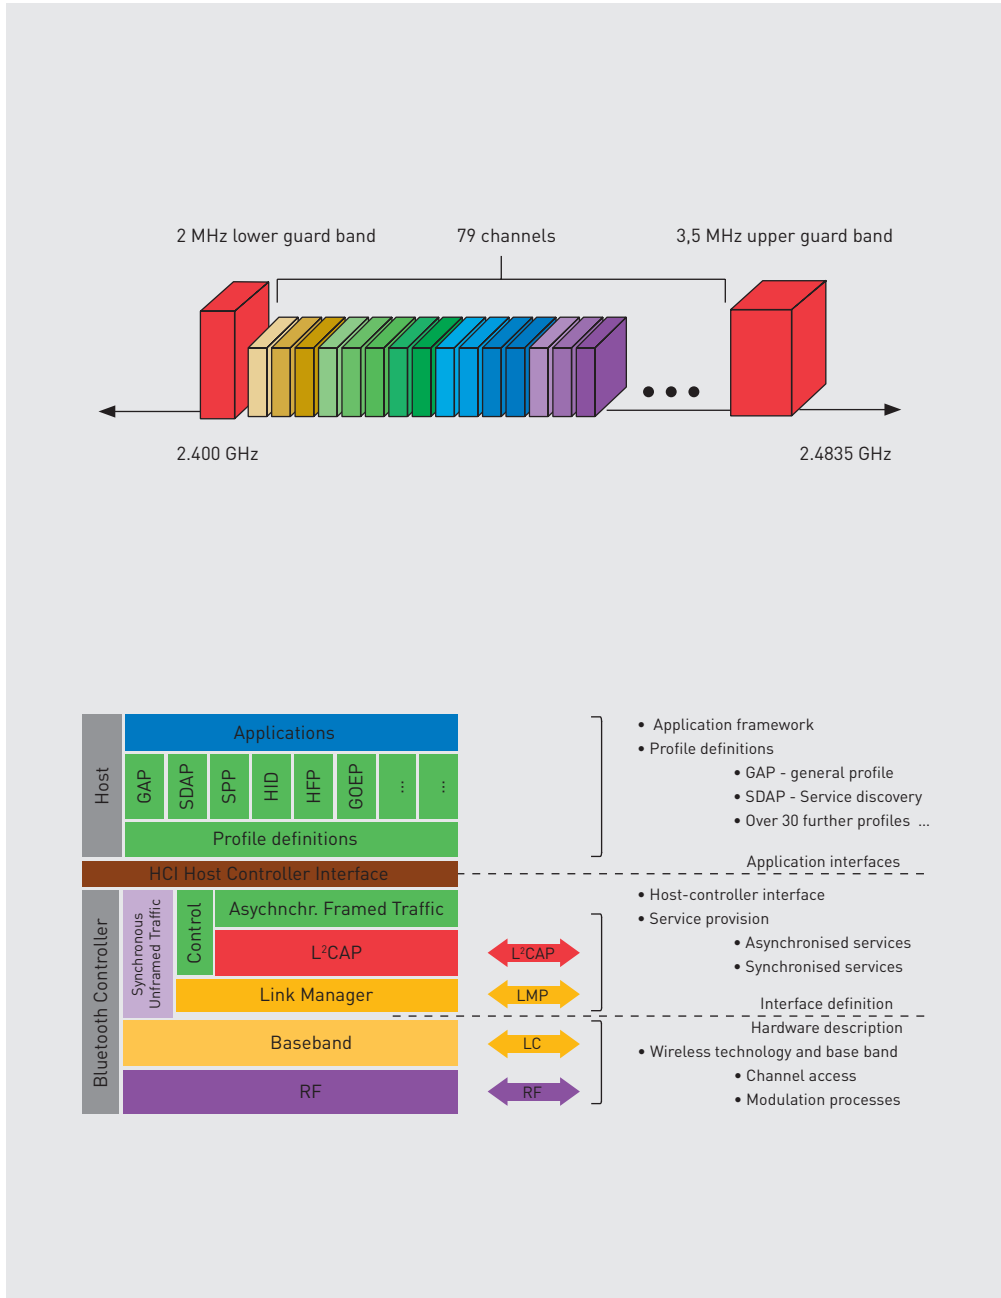 2 MHz lower guard band
79 channels
3,5 MHz upper guard band
2.400 GHz
2.4835 GHz
Host
Applications
GAP
SDAP
SPP
HID
HFP
GOEP
...
...
Profile definitions
HCI Host Controller Interface
Bluetooth Controller
Synchronous
Unframed Traffic
Control
Asychnchr. Framed Traffic
L²CAP
Link Manager
Baseband
RF
L²CAP
LMP
LC
RF
• Application framework
• Profile definitions
• GAP - general profile
• SDAP - Service discovery
• Over 30 further profiles ...
Application interfaces
• Host-controller interface
• Service provision
• Asynchronised services
• Synchronised services
Interface definition
Hardware description
• Wireless technology and base band
• Channel access
• Modulation processes